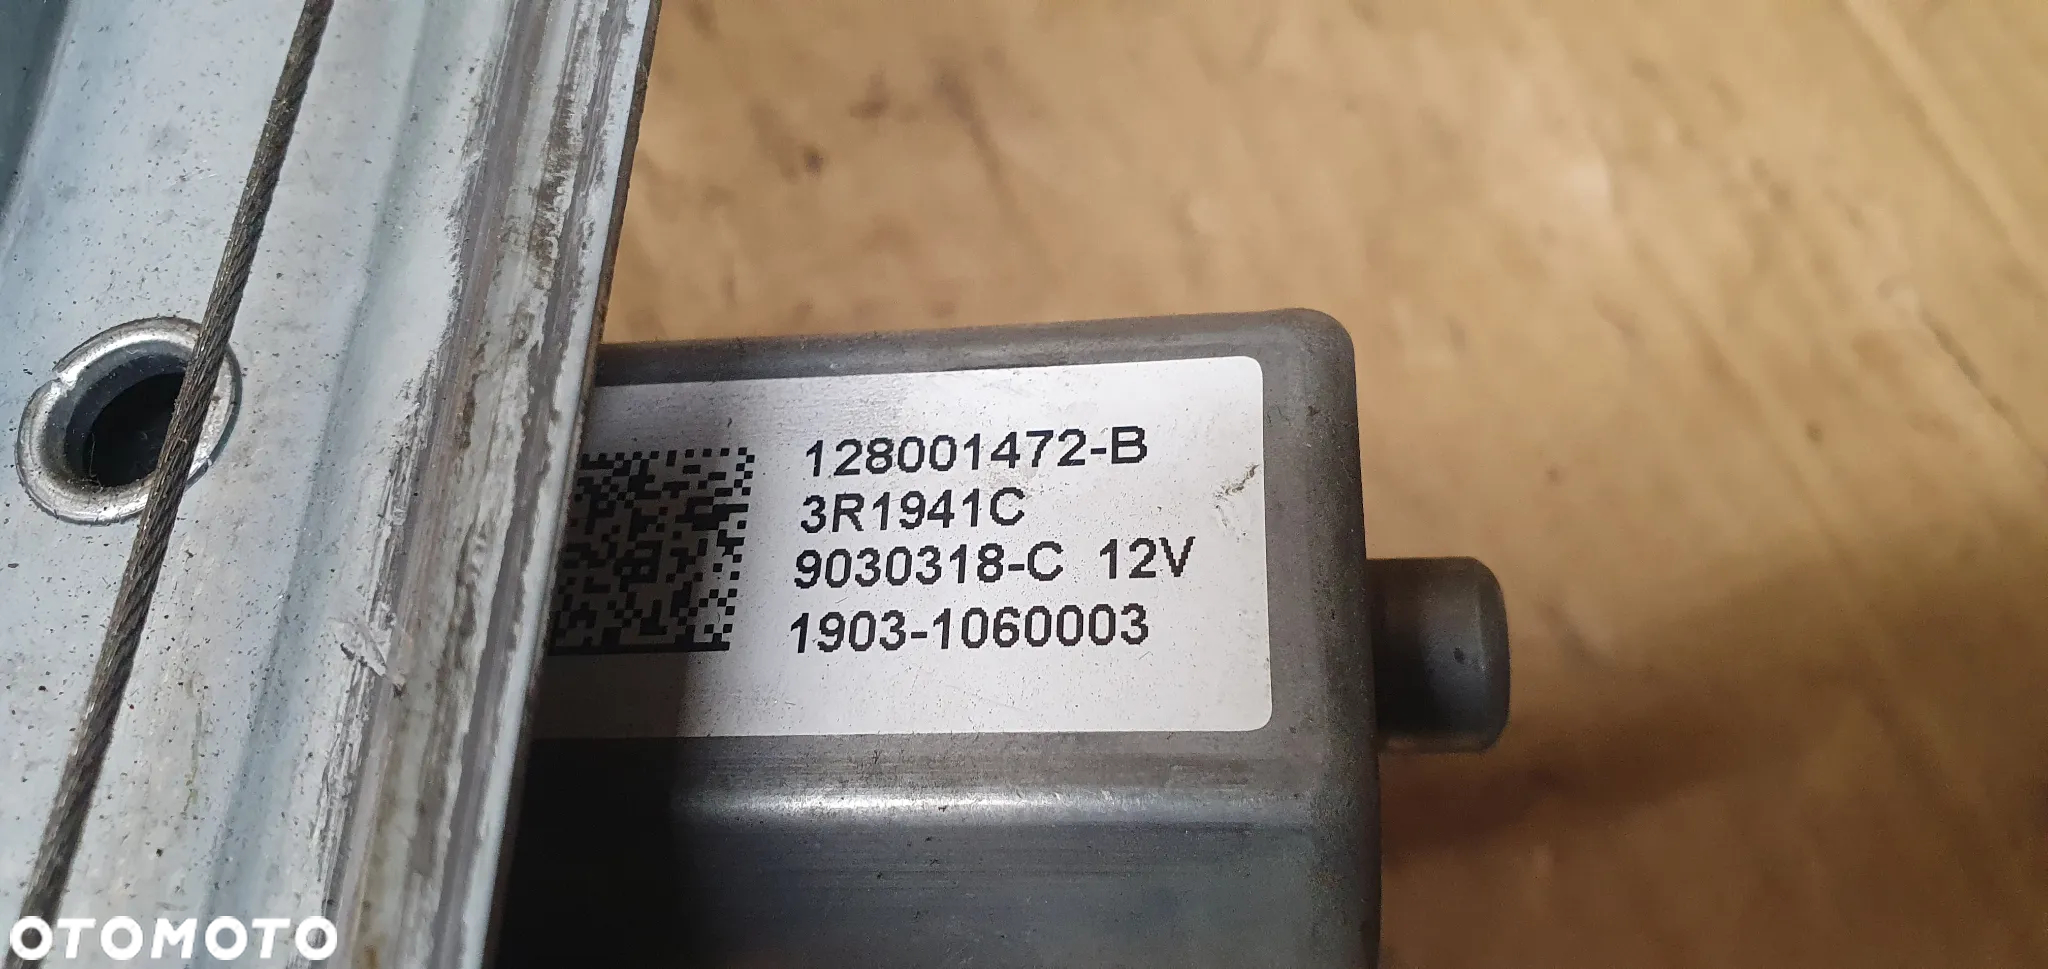 128001472-B
3R1941C
9030318-C 12V
1903-1060003
OTOMOTO